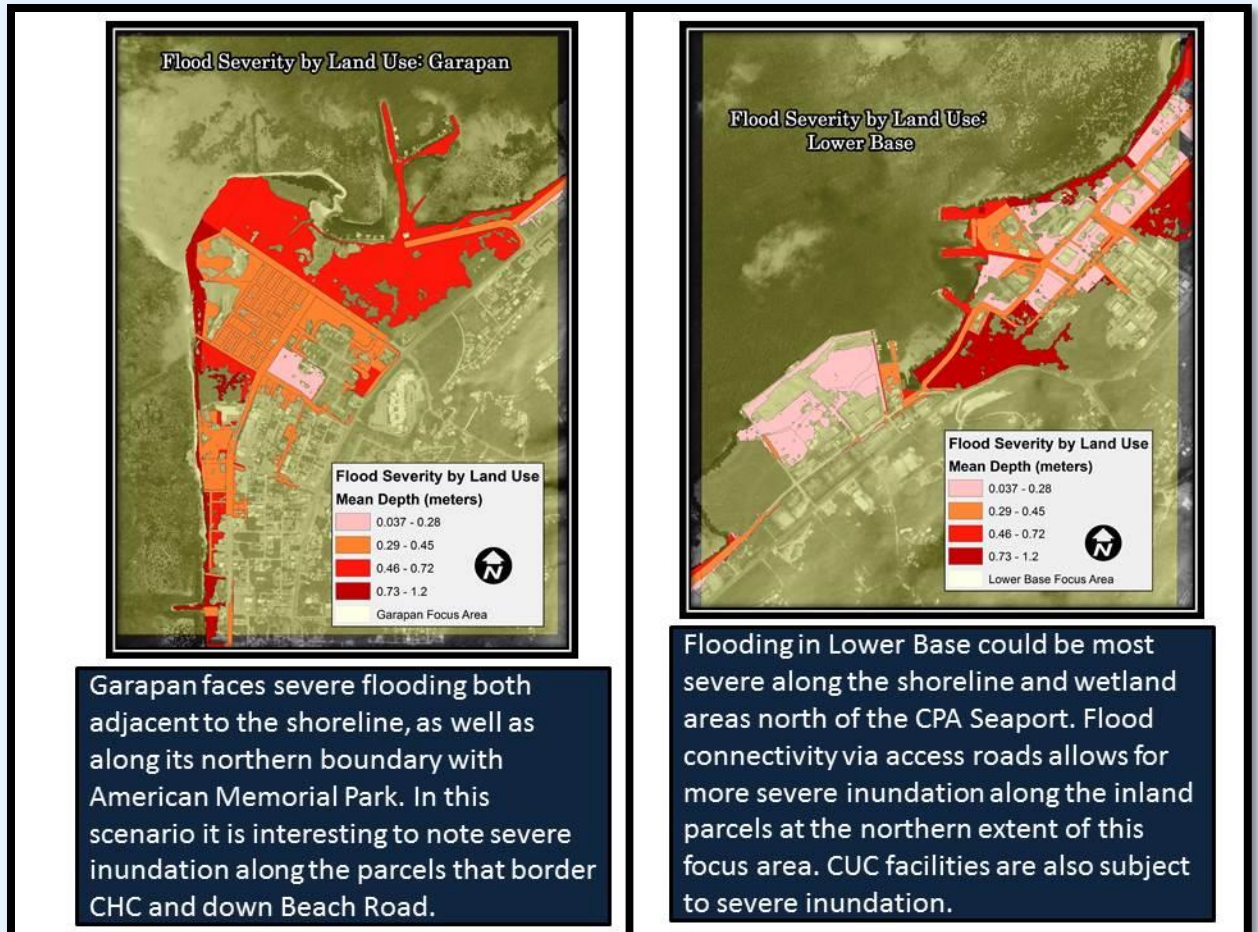 Flood Severity by Land Use: Garapan
Flood Severity by Land Use
Mean Depth (meters)
0.037 - 0.28
0.29 - 0.45
0.46 - 0.72
0.73 - 1.2
Garapan Focus Area
N
Garapan faces severe flooding both
adjacent to the shoreline, as well as
along its northern boundary with
American Memorial Park. In this
scenario it is interesting to note severe
inundation along the parcels that border
CHC and down Beach Road.
Flood Severity by Land Use:
Lower Base
Flood Severity by Land Use
Mean Depth (meters)
0.037 - 0.28
0.29 - 0.45
0.46 - 0.72
0.73 - 1.2
Lower Base Focus Area
N
Flooding in Lower Base could be most
severe along the shoreline and wetland
areas north of the CPA Seaport. Flood
connectivity via access roads allows for
more severe inundation along the inland
parcels at the northern extent of this
focus area. CUC facilities are also subject
to severe inundation.